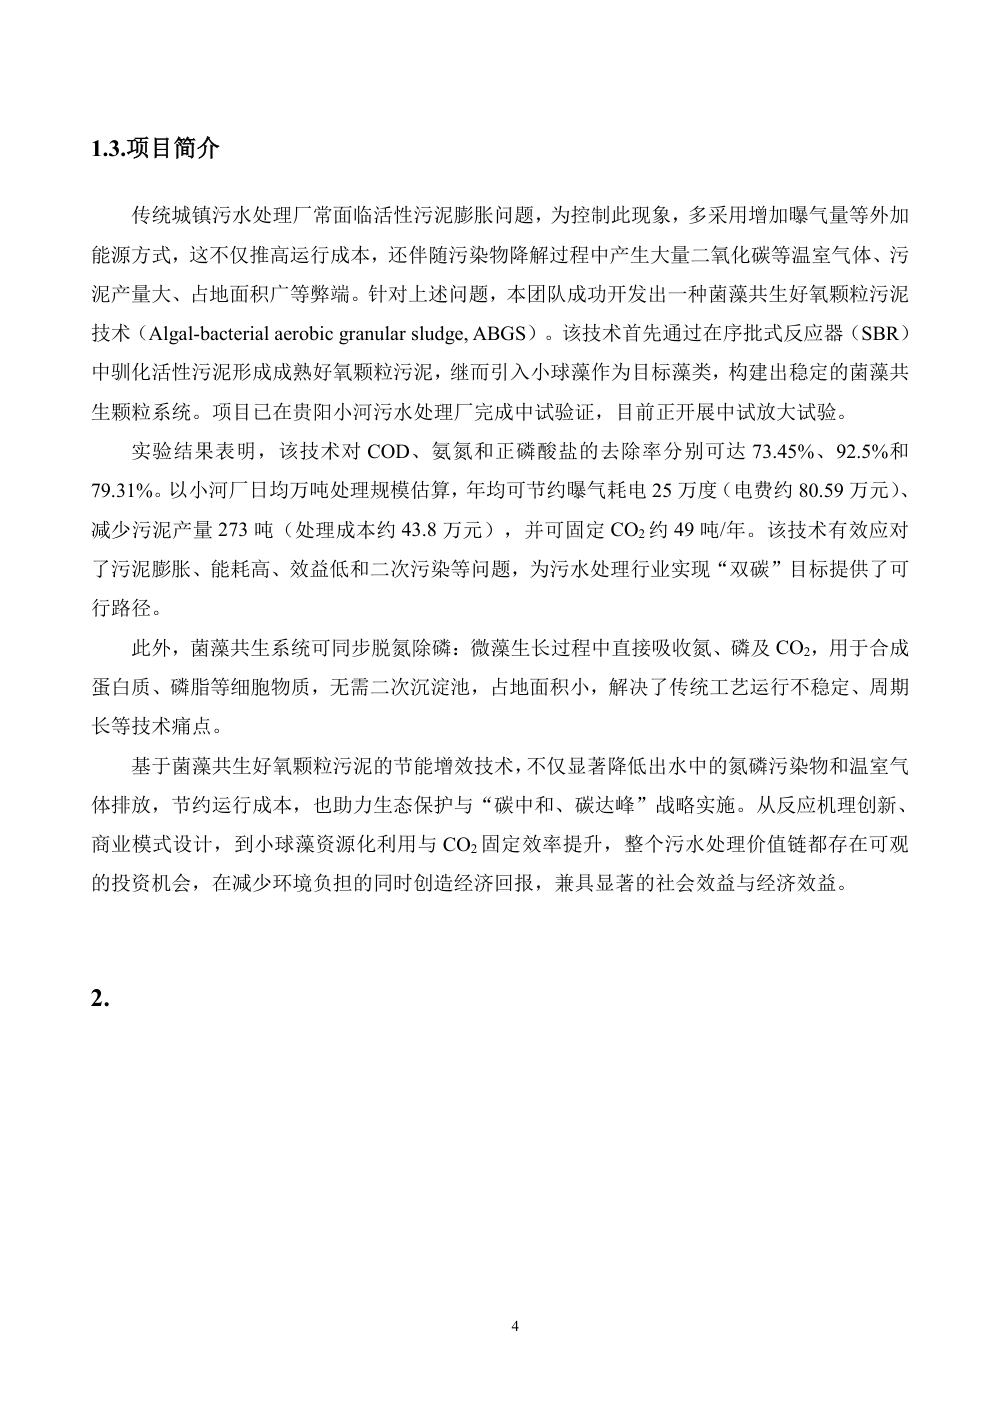 1.3.项目简介
传统城镇污水处理厂常面临活性污泥膨胀问题，为控制此现象，多采用增加曝气量等外加
能源方式，这不仅推高运行成本，还伴随污染物降解过程中产生大量二氧化碳等温室气体、污
泥产量大、占地面积广等弊端。针对上述问题，本团队成功开发出一种菌藻共生好氧颗粒污泥
技术（Algal-bacterial aerobic granular sludge, ABGS）。该技术首先通过在序批式反应器（SBR）
中驯化活性污泥形成成熟好氧颗粒污泥，继而引入小球藻作为目标藻类，构建出稳定的菌藻共
生颗粒系统。项目已在贵阳小河污水处理厂完成中试验证，目前正开展中试放大试验。
实验结果表明，该技术对 COD、氨氮和正磷酸盐的去除率分别可达 73.45%、92.5%和
79.31%。以小河厂日均万吨处理规模估算，年均可节约曝气耗电 25 万度（电费约 80.59 万元）、
减少污泥产量 273 吨（处理成本约 43.8 万元），并可固定 CO₂ 约 49 吨/年。该技术有效应对
了污泥膨胀、能耗高、效益低和二次污染等问题，为污水处理行业实现“双碳”目标提供了可
行路径。
此外，菌藻共生系统可同步脱氮除磷：微藻生长过程中直接吸收氮、磷及 CO₂，用于合成
蛋白质、磷脂等细胞物质，无需二次沉淀池，占地面积小，解决了传统工艺运行不稳定、周期
长等技术痛点。
基于菌藻共生好氧颗粒污泥的节能增效技术，不仅显著降低出水中的氮磷污染物和温室气
体排放，节约运行成本，也助力生态保护与“碳中和、碳达峰”战略实施。从反应机理创新、
商业模式设计，到小球藻资源化利用与 CO₂ 固定效率提升，整个污水处理价值链都存在可观
的投资机会，在减少环境负担的同时创造经济回报，兼具显著的社会效益与经济效益。
2.
4